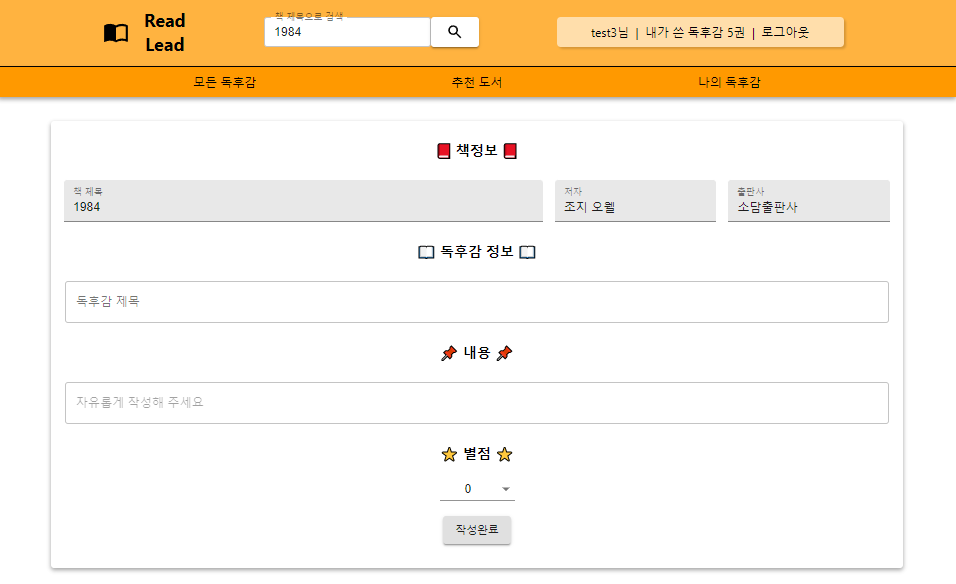 Read
Lead
책 제목으로 검색
1984
test3님 | 내가 쓴 독후감 5권 | 로그아웃
모든 독후감
추천 도서
나의 독후감
책정보
책 제목
1984
저자
조지 오웰
출판사
소담출판사
독후감 정보
독후감 제목
내용
자유롭게 작성해 주세요
별점
0
작성완료